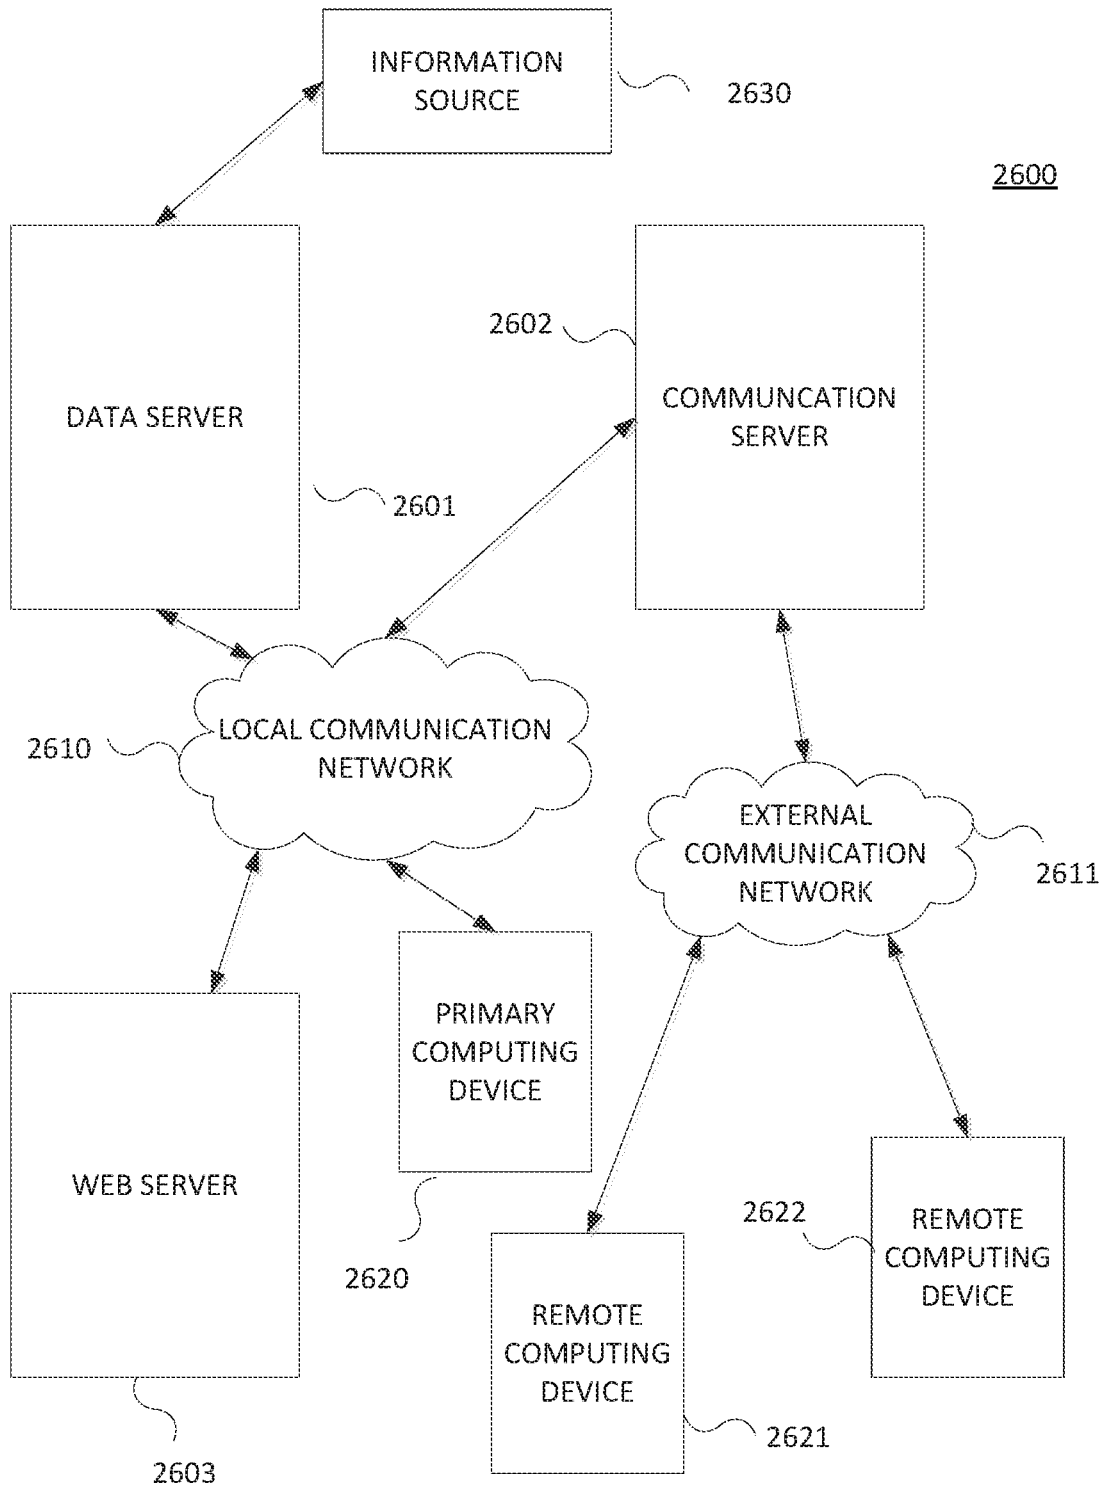 INFORMATION
SOURCE
2630
2600
2602
DATA SERVER
COMMUNCATION
SERVER
2601
LOCAL COMMUNICATION
NETWORK
2610
EXTERNAL
COMMUNICATION
NETWORK
2611
PRIMARY
COMPUTING
DEVICE
WEB SERVER
2620
2622
REMOTE
COMPUTING
DEVICE
REMOTE
COMPUTING
DEVICE
2621
2603